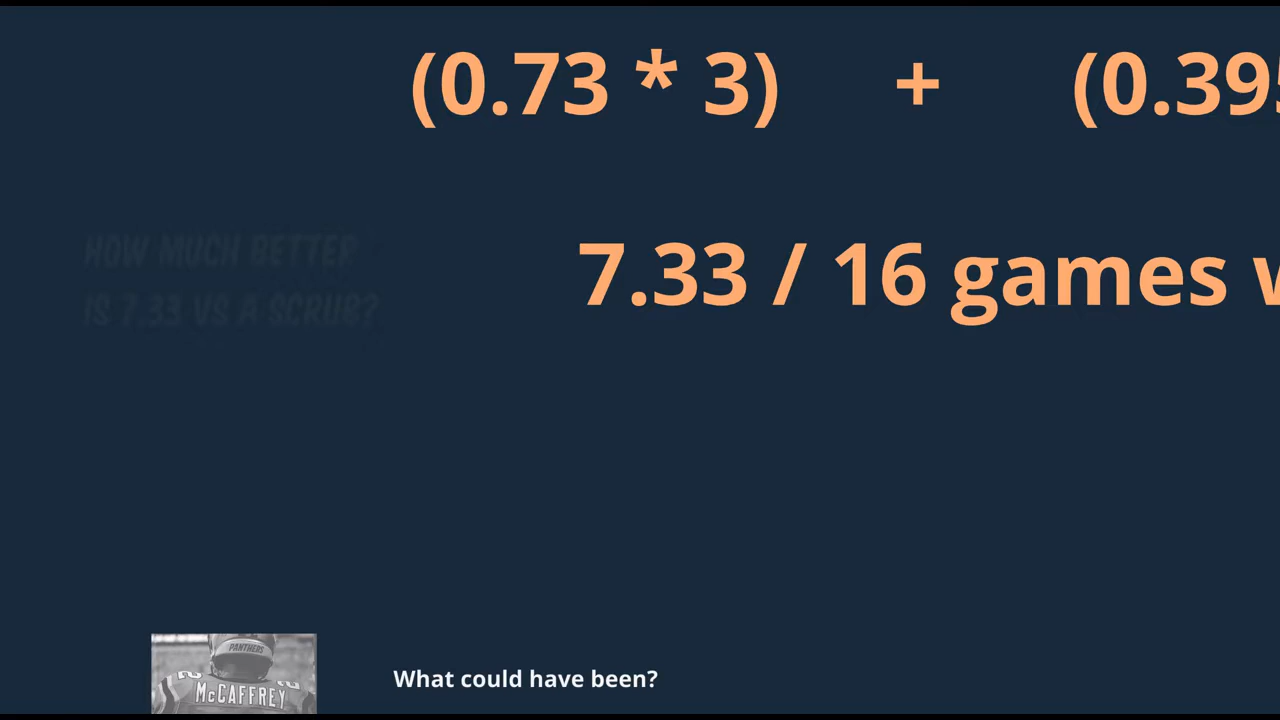 (0.73 * 3) + (0.395
HOW MUCH BETTER
IS 7.33 VS A SCRUB?
7.33 / 16 games
PANTHERS
McCAFFREY
What could have been?